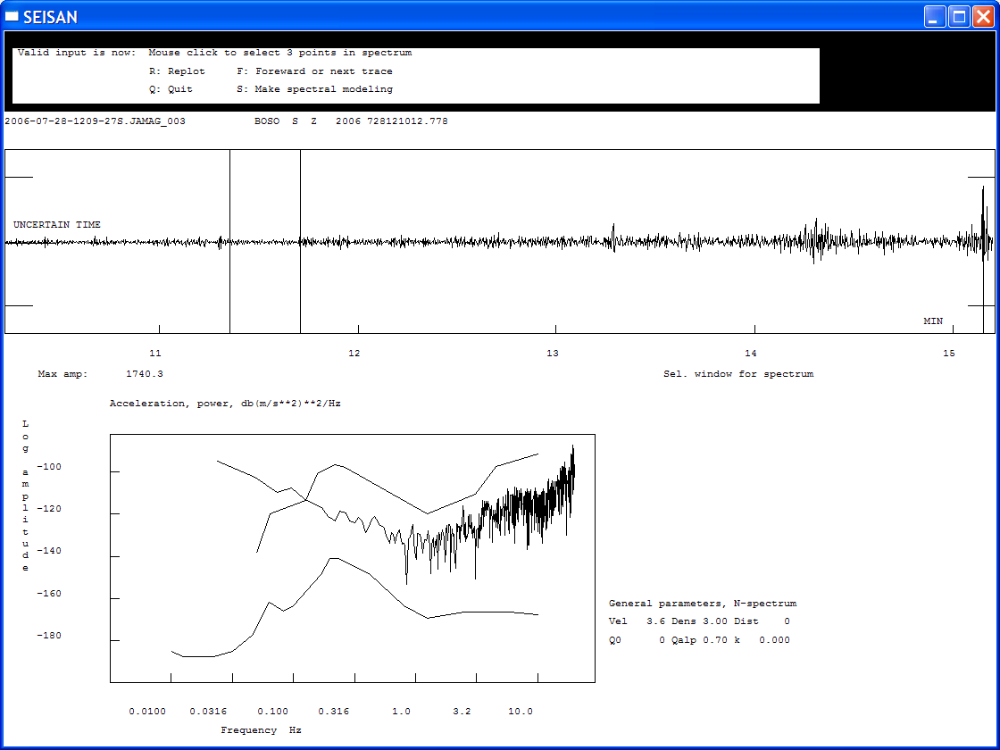 SEISAN
Valid input is now: Mouse click to select 3 points in spectrum
R: Replot F: Foreward or next trace
Q: Quit S: Make spectral modeling
2006-07-28-1209-27S.JAMAG_003 BOSO S Z 2006 728121012.778
UNCERTAIN TIME
MIN
11 12 13 14 15
Max amp: 1740.3 Sel. window for spectrum
Acceleration, power, db(m/s**2)**2/Hz
Log amplitude
-100
-120
-140
-160
-180
General parameters, N-spectrum
Vel 3.6 Dens 3.00 Dist 0
Q0 0 Qalp 0.70 k 0.000
0.0100 0.0316 0.100 0.316 1.0 3.2 10.0
Frequency Hz